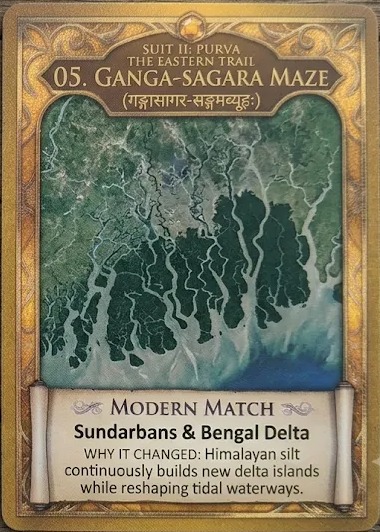 SUIT II: PURVA
THE EASTERN TRAIL
05. GANGA-SAGARA MAZE
(गङ्गासागर-सङ्गमव्यूहः)
MODERN MATCH
Sundarbans & Bengal Delta
WHY IT CHANGED: Himalayan silt
continuously builds new delta islands
while reshaping tidal waterways.